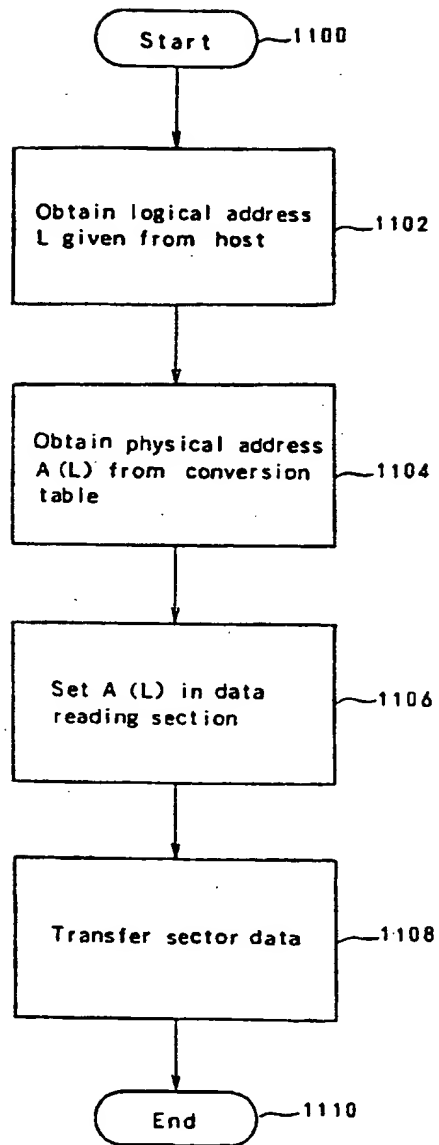 Start
1100
Obtain logical address
L given from host
1102
Obtain physical address
A (L) from conversion
table
1104
Set A (L) in data
reading section
1106
Transfer sector data
1108
End
1110